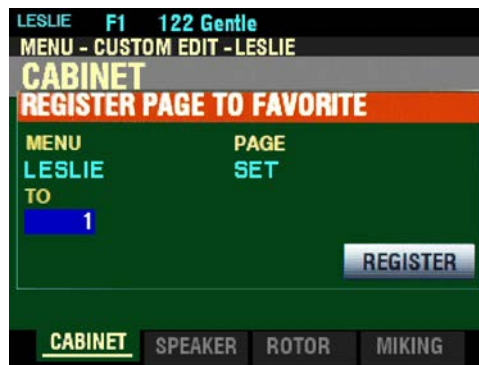 LESLIE F1 122 Gentle
MENU - CUSTOM EDIT - LESLIE
CABINET
REGISTER PAGE TO FAVORITE
MENU PAGE
LESLIE SET
TO
1
REGISTER
CABINET SPEAKER ROTOR MIKING